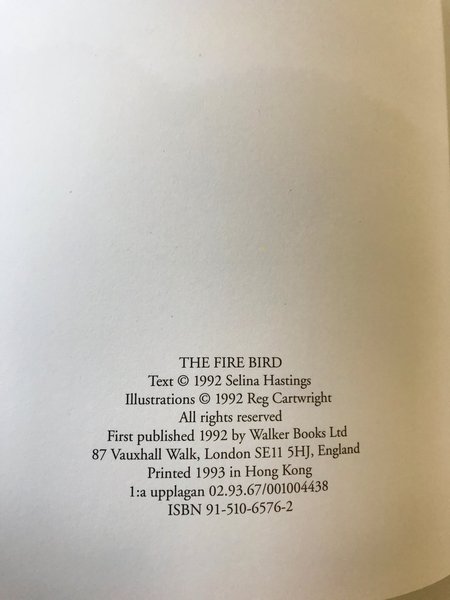 THE FIRE BIRD
Text © 1992 Selina Hastings
Illustrations © 1992 Reg Cartwright
All rights reserved
First published 1992 by Walker Books Ltd
87 Vauxhall Walk, London SE11 5HJ, England
Printed 1993 in Hong Kong
1:a upplagan 02.93.67/001004438
ISBN 91-510-6576-2